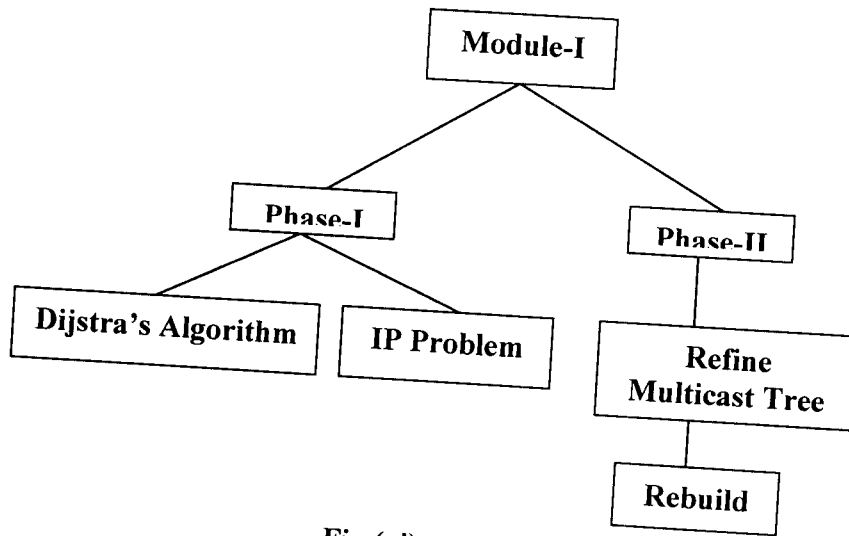 Module-I
Phase-I
Phase-II
Dijstra's Algorithm
IP Problem
Refine
Multicast Tree
Rebuild